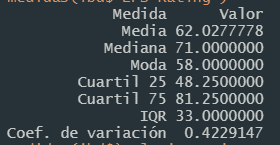 Medida Valor
Media 62.0277778
Mediana 71.0000000
Moda 58.0000000
Cuartil 25 48.2500000
Cuartil 75 81.2500000
IQR 33.0000000
Coef. de variación 0.4229147